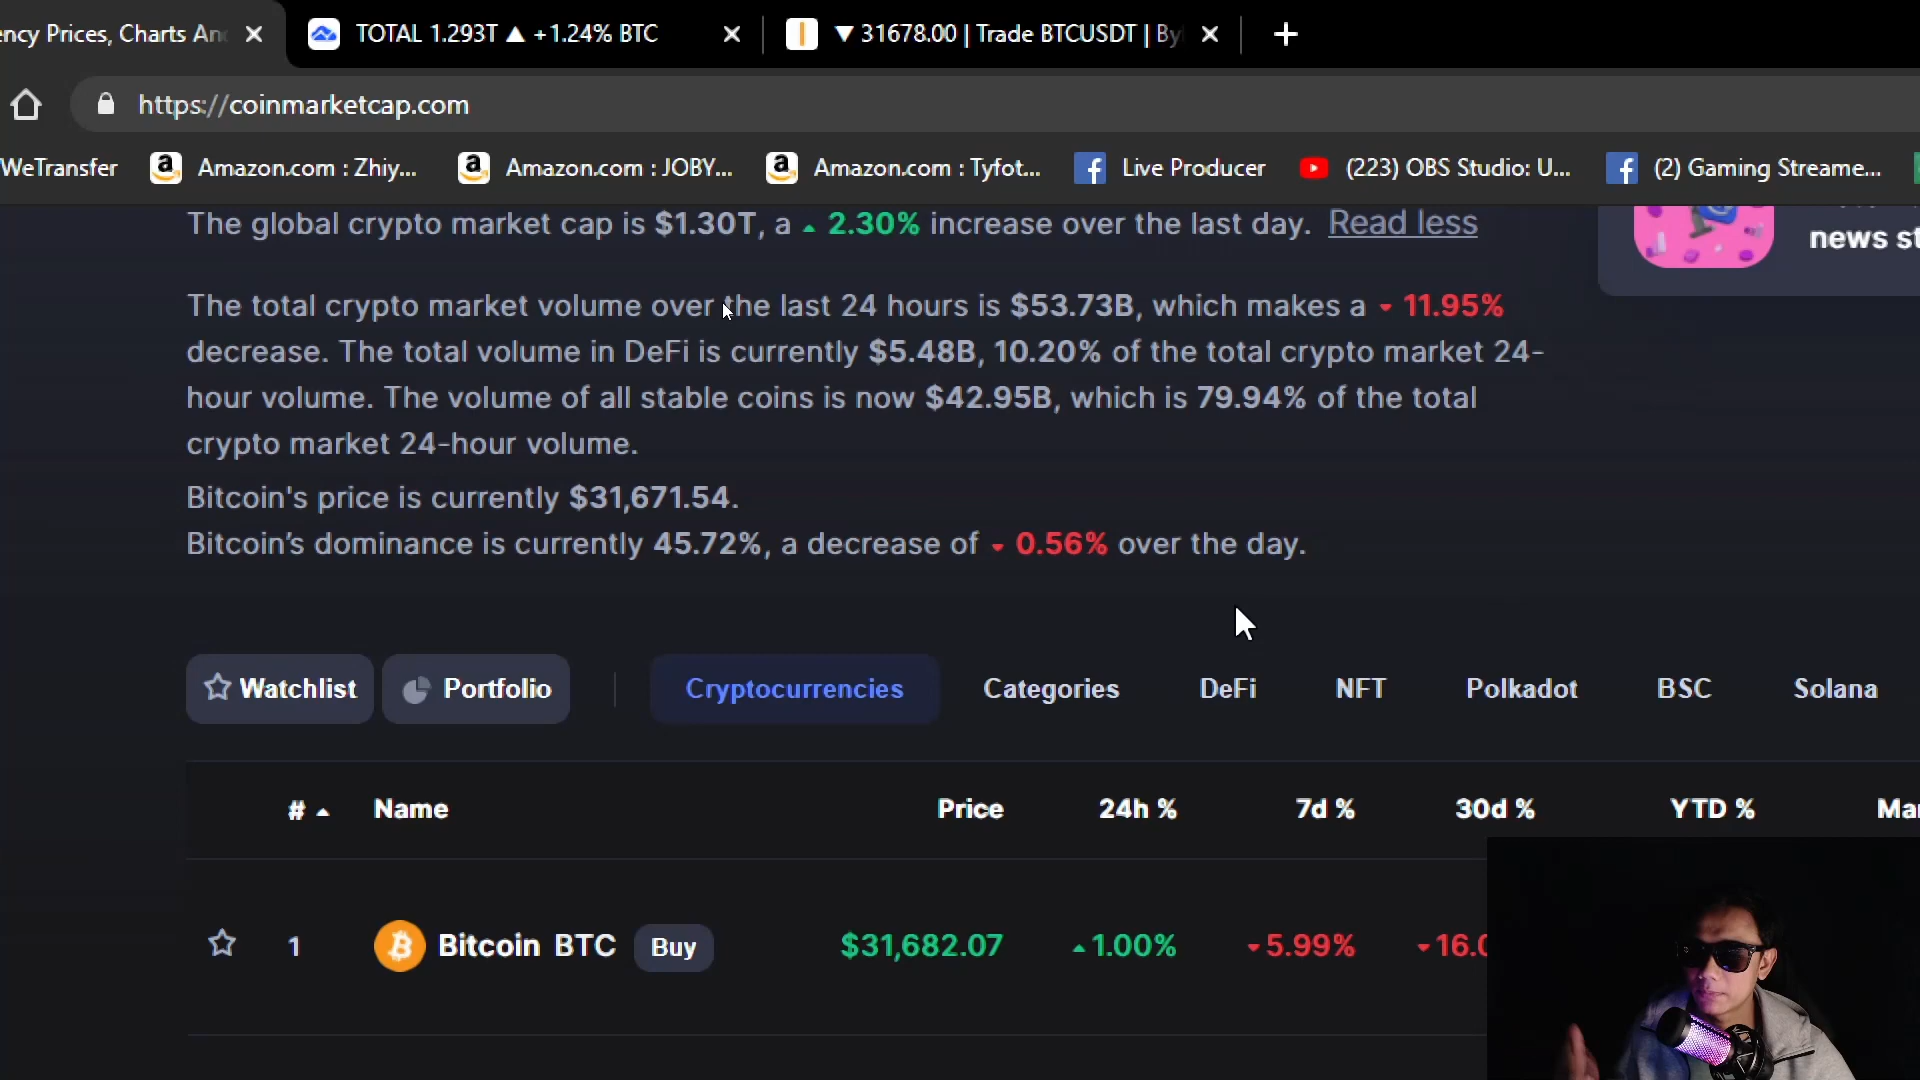 ency Prices, Charts An
TOTAL 1.293T ▲ +1.24% BTC
▼ 31678.00 | Trade BTCUSDT | By
https://coinmarketcap.com
WeTransfer
Amazon.com : Zhiy...
Amazon.com : JOBY...
Amazon.com : Tyfot...
Live Producer
(223) OBS Studio: U...
(2) Gaming Streame...
The global crypto market cap is $1.30T, a ▲ 2.30% increase over the last day. Read less
news st
The total crypto market volume over the last 24 hours is $53.73B, which makes a ▼ 11.95%
decrease. The total volume in DeFi is currently $5.48B, 10.20% of the total crypto market 24-
hour volume. The volume of all stable coins is now $42.95B, which is 79.94% of the total
crypto market 24-hour volume.
Bitcoin's price is currently $31,671.54.
Bitcoin's dominance is currently 45.72%, a decrease of ▼ 0.56% over the day.
Watchlist Portfolio Cryptocurrencies Categories DeFi NFT Polkadot BSC Solana
# ▲ Name Price 24h % 7d % 30d % YTD % Mar
1 Bitcoin BTC Buy $31,682.07 ▲ 1.00% ▼ 5.99% ▼ 16.0